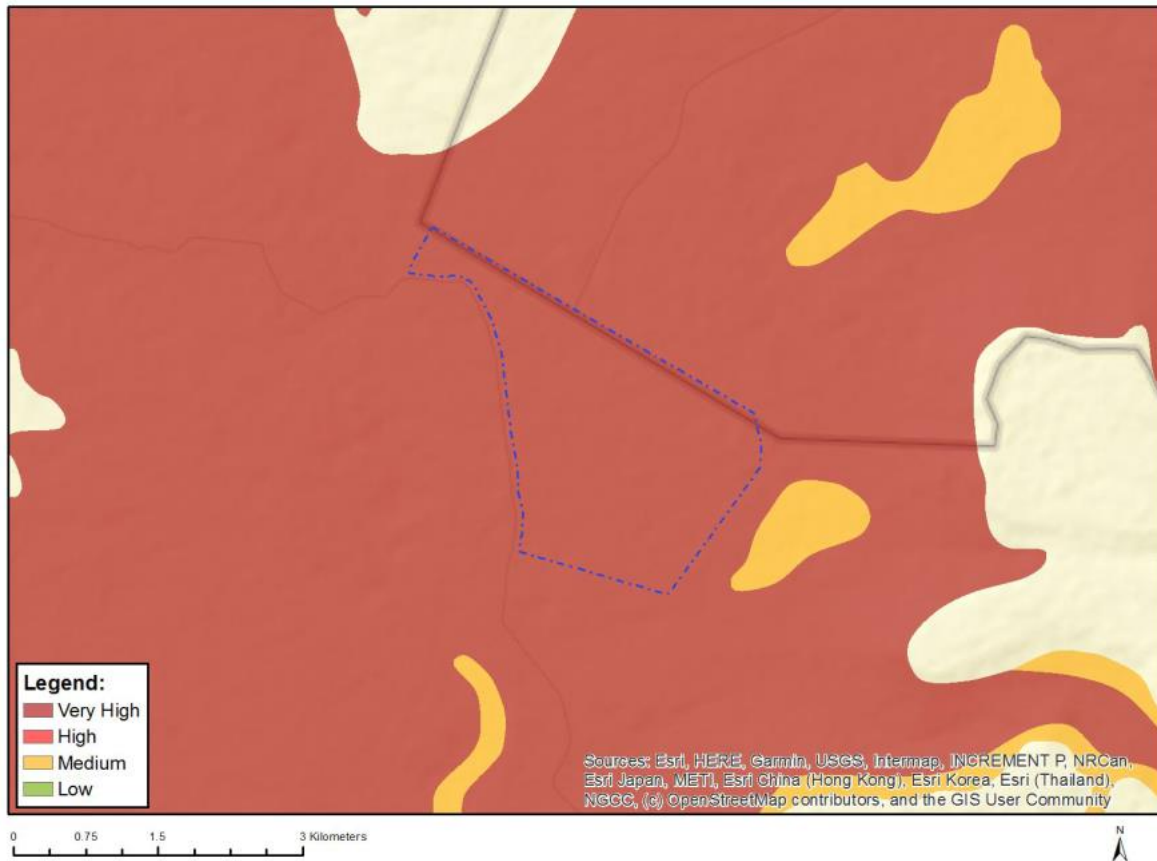 Legend:
Very High
High
Medium
Low
Sources: Esri, HERE, Garmin, USGS, Intermap, INCREMENT P, NRCan,
Esri Japan, METI, Esri China (Hong Kong), Esri Korea, Esri (Thailand),
NGCC, (c) OpenStreetMap contributors, and the GIS User Community
0 0.75 1.5 3 Kilometers
N